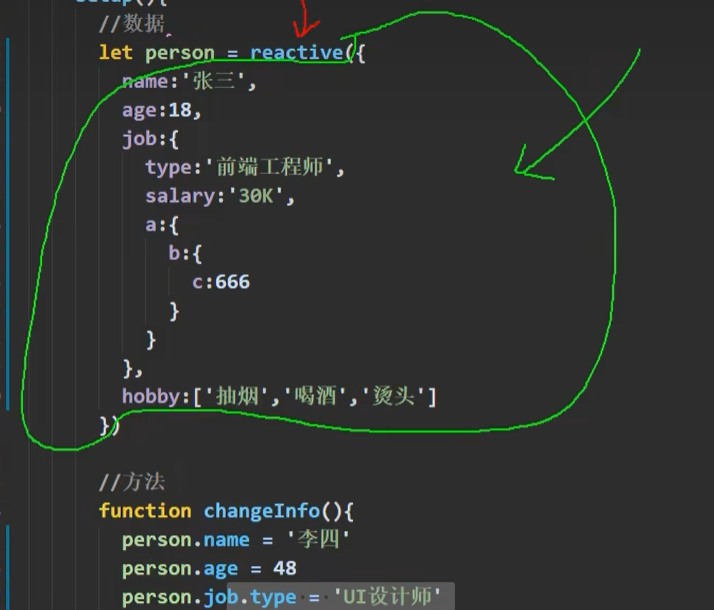 setup(){
//数据
let person = reactive({
name:'张三',
age:18,
job:{
type:'前端工程师',
salary:'30K',
a:{
b:{
c:666
}
}
},
hobby:['抽烟','喝酒','烫头']
})
//方法
function changeInfo(){
person.name = '李四'
person.age = 48
person.job.type = 'UI设计师'